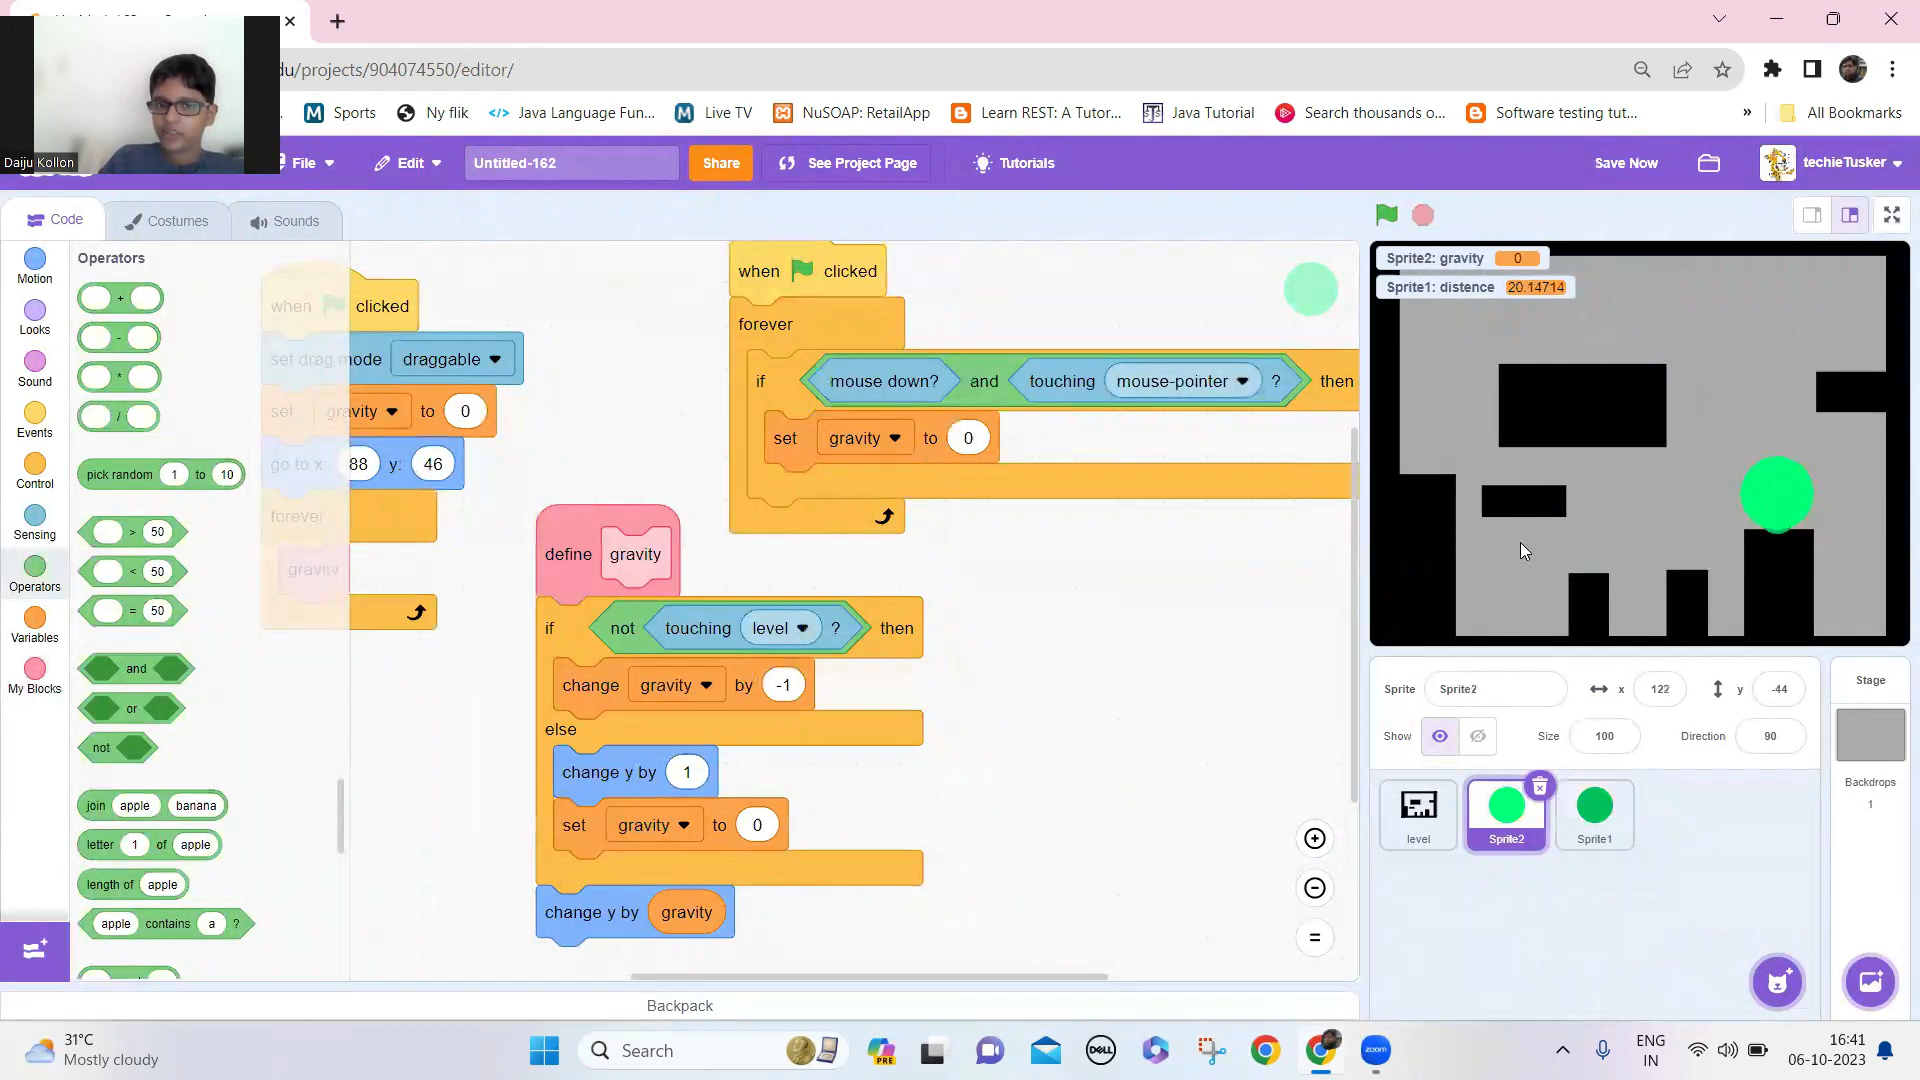 du/projects/904074550/editor/
Sports
Ny flik
Java Language Fun...
Live TV
NuSOAP: RetailApp
Learn REST: A Tutor...
Java Tutorial
Search thousands o...
Software testing tut...
»
All Bookmarks
Daiju Kollon
File
Edit
Untitled-162
Share
See Project Page
Tutorials
Save Now
techieTusker
Code
Costumes
Sounds
Motion
Looks
Sound
Events
Control
Sensing
Operators
Variables
My Blocks
Operators
+
-
*
/
pick random 1 to 10
> 50
< 50
= 50
and
or
not
join apple banana
letter 1 of apple
length of apple
apple contains a ?
when clicked
set drag mode draggable
set gravity to 0
go to x: 88 y: 46
forever
gravity
when clicked
forever
if mouse down? and touching mouse-pointer ? then
set gravity to 0
define gravity
if not touching level ? then
change gravity by -1
else
change y by 1
set gravity to 0
change y by gravity
Backpack
Sprite2: gravity 0
Sprite1: distance 20.14714
Sprite Sprite2 x 122 y -44
Show Size 100 Direction 90
level
Sprite2
Sprite1
Stage
Backdrops
1
31°C
Mostly cloudy
Search
PRE
DELL
zoom
ENG
IN
16:41
06-10-2023